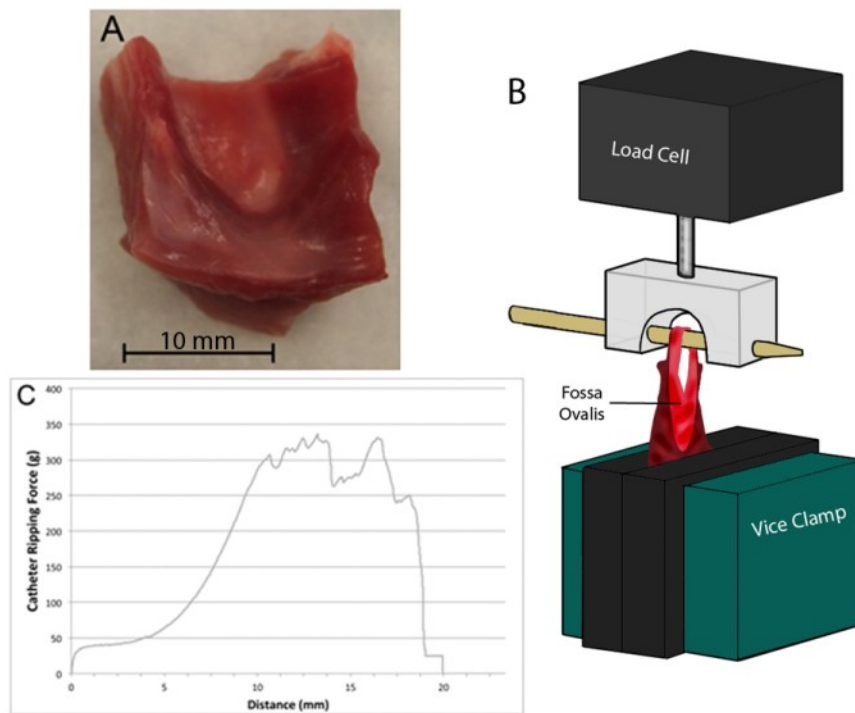 A
10 mm
B
Load Cell
Fossa
Ovalis
Vice Clamp
C
Catheter Ripping Force (g)
400
350
300
250
200
150
100
50
0
0
5
10
15
20
Distance (mm)